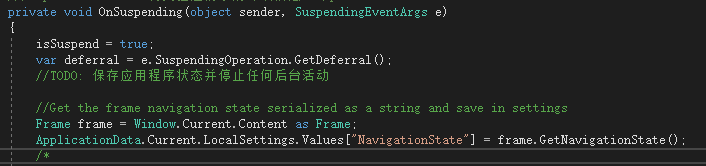 private void OnSuspending(object sender, SuspendingEventArgs e)
{
isSuspend = true;
var deferral = e.SuspendingOperation.GetDeferral();
//TODO: 保存应用程序状态并停止任何后台活动
//Get the frame navigation state serialized as a string and save in settings
Frame frame = Window.Current.Content as Frame;
ApplicationData.Current.LocalSettings.Values["NavigationState"] = frame.GetNavigationState();
/*